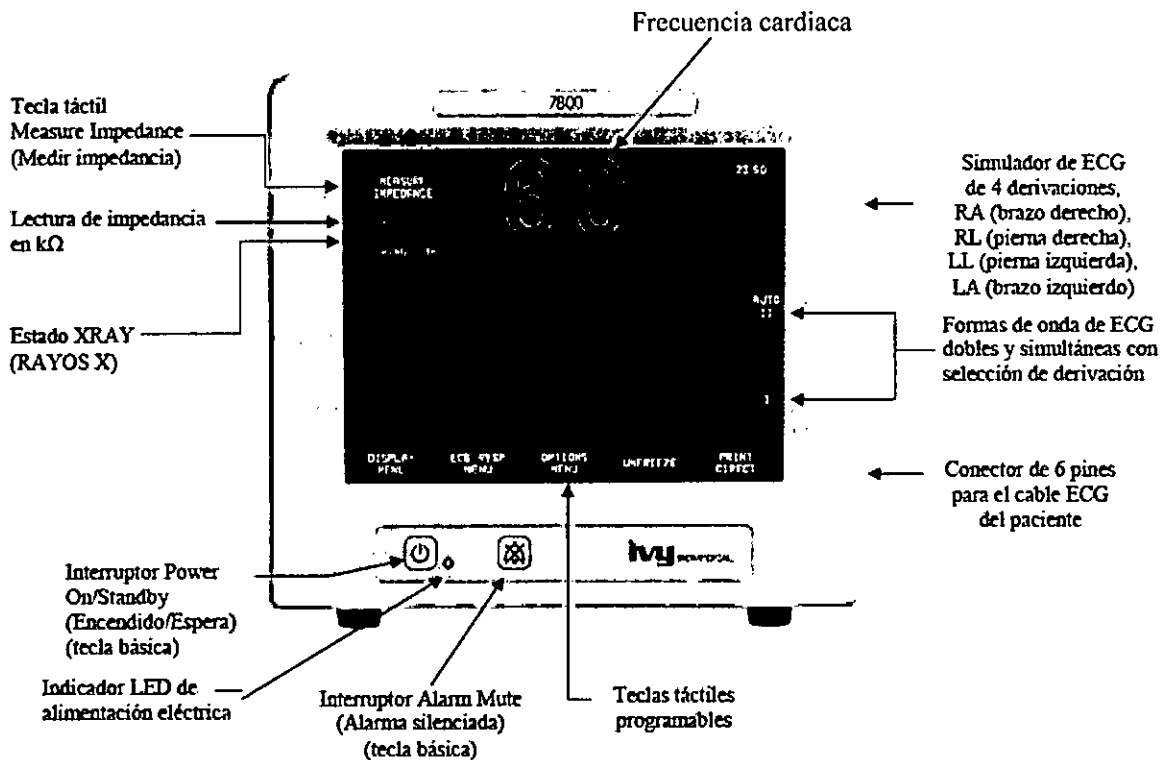 Frecuencia cardiaca
7800
Tecla táctil
Measure Impedance
(Medir impedancia)
Lectura de impedancia
en kΩ
Estado XRAY
(RAYOS X)
MEASURE
IMPEDANCE
23:50
AUTO
II
I
DISPLAY
MENU
ECG RESP
MENU
OPTIONS
MENU
UNFREEZE
PRINT
DIRECT
Simulador de ECG
de 4 derivaciones,
RA (brazo derecho),
RL (pierna derecha),
LL (pierna izquierda),
LA (brazo izquierdo)
Formas de onda de ECG
dobles y simultáneas con
selección de derivación
Conector de 6 pines
para el cable ECG
del paciente
Ivy BIOMEDICAL
Interruptor Power
On/Standby
(Encendido/Espera)
(tecla básica)
Indicador LED de
alimentación eléctrica
Interruptor Alarm Mute
(Alarma silenciada)
(tecla básica)
Teclas táctiles
programables